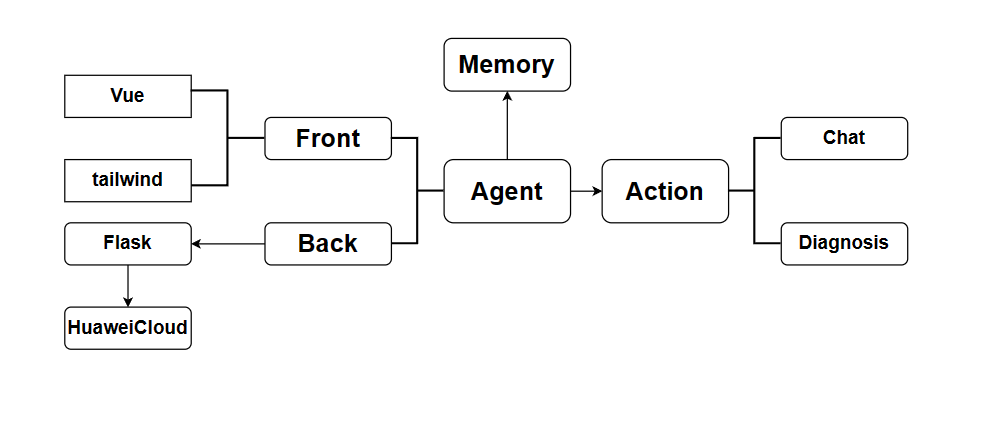 Memory
Vue
Front
Chat
tailwind
Agent
Action
Flask
Back
Diagnosis
HuaweiCloud